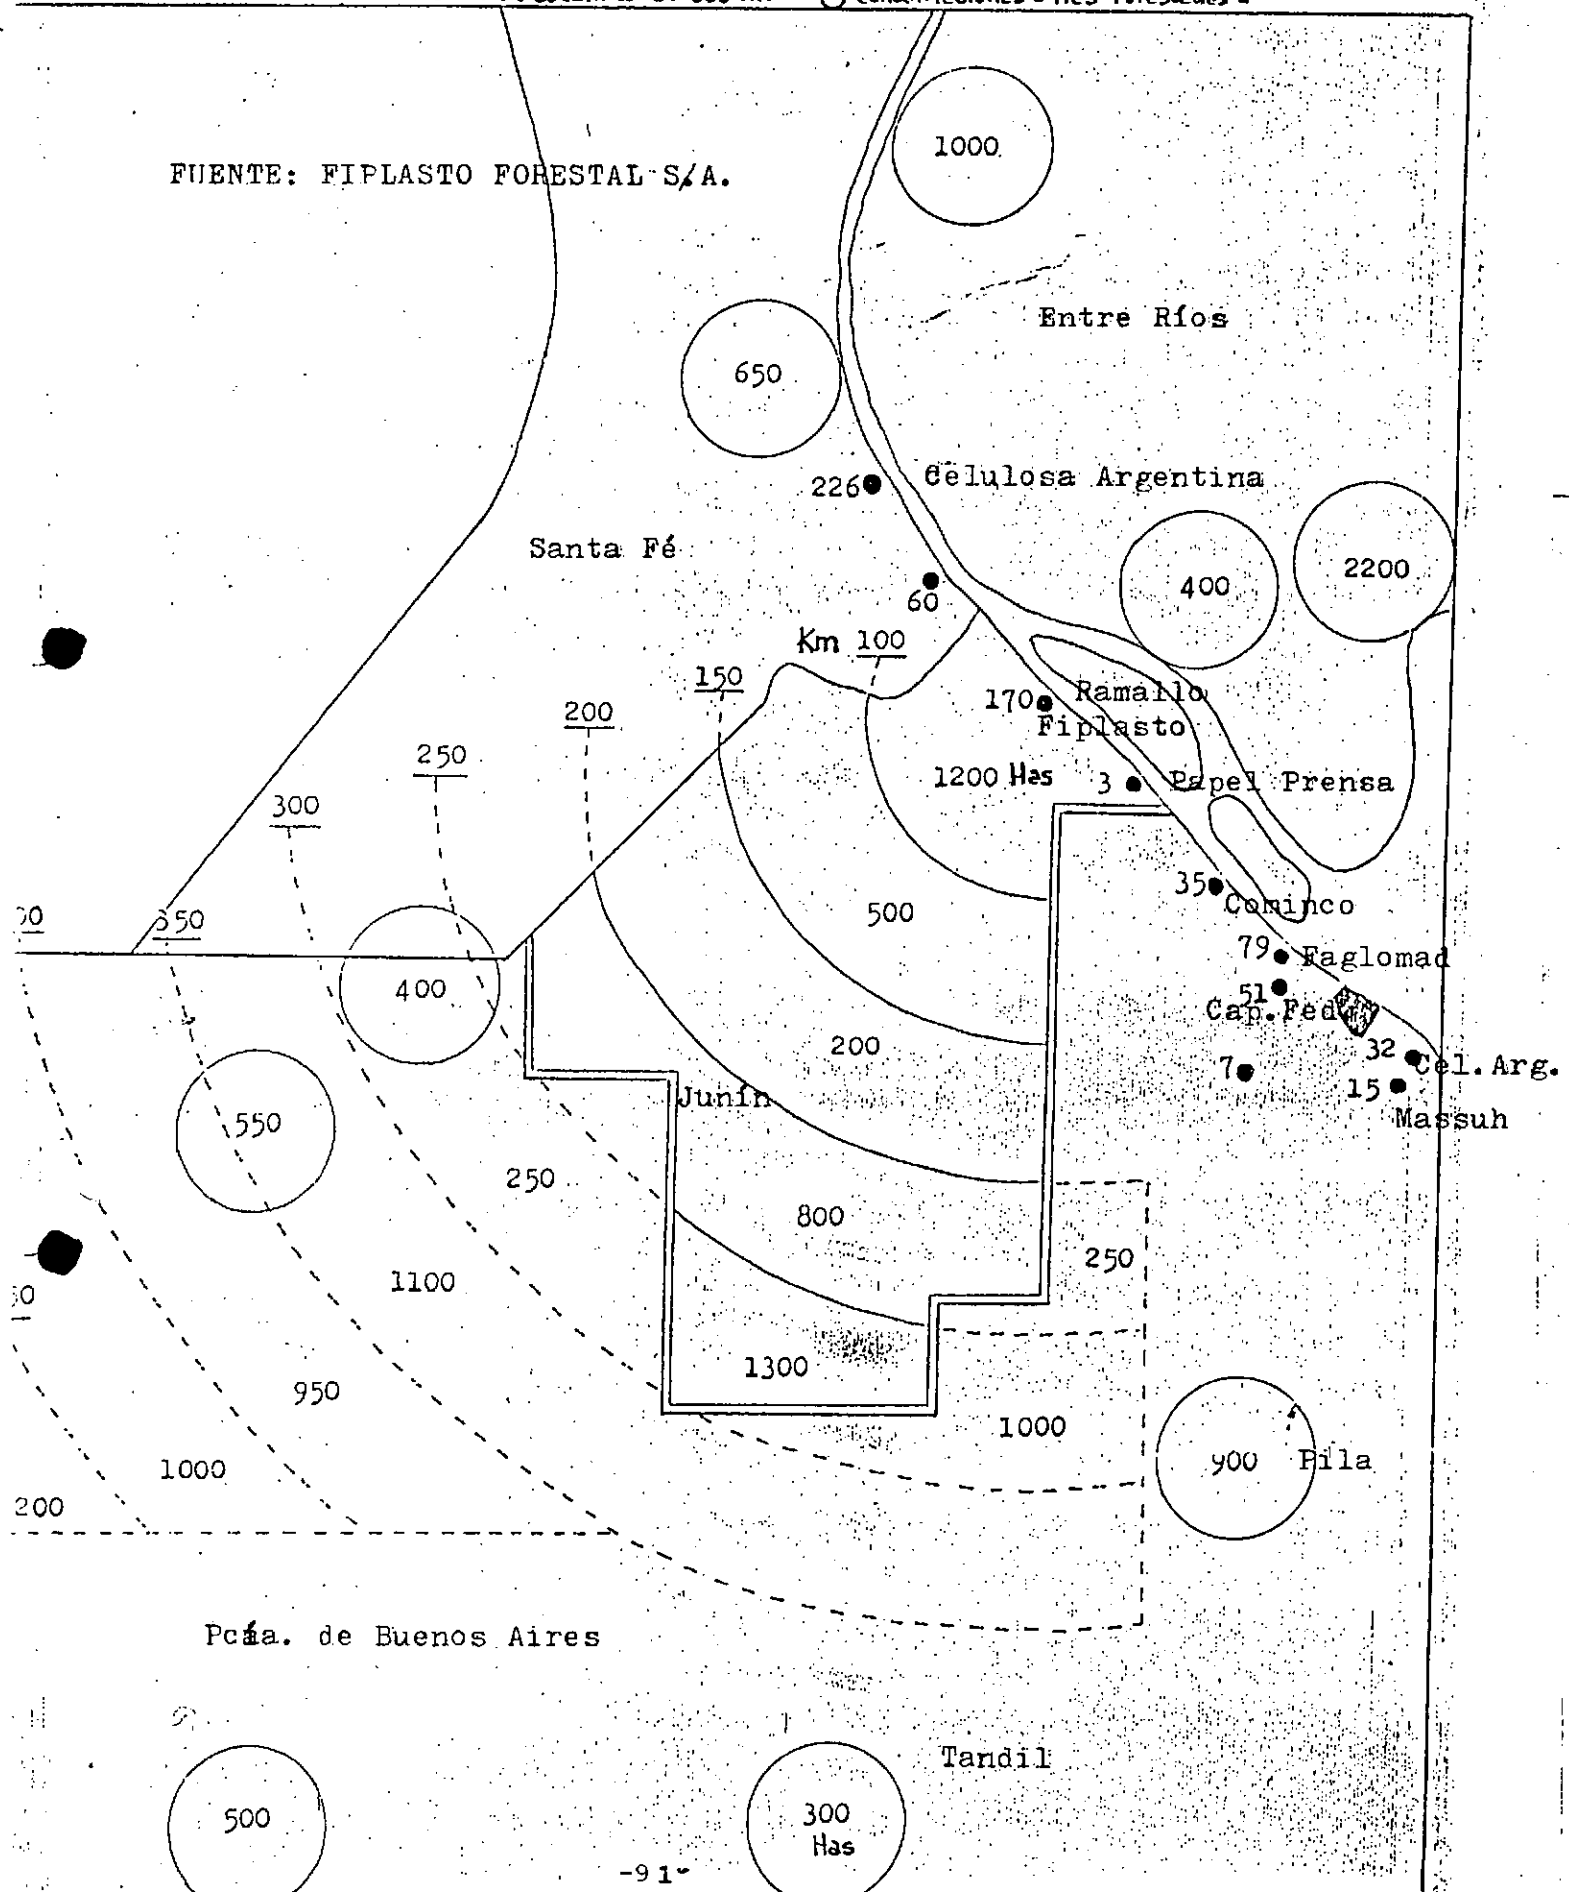 1000
FUENTE: FIPLASTO FORESTAL S/A.
Entre Ríos
650
226
Celulosa Argentina
Santa Fé
2200
400
60
Km 100
150
170 Ramallo
Fiplasto
200
250
1200 Has
3 Papel Prensa
300
35
Cominco
500
350
79 Faglomad
400
51
Cap.Fed.
200
32 Cel.Arg.
7
15
Massuh
Junín
550
250
800
250
1100
1300
950
1000
900 Pila
1000
200
Pcía. de Buenos Aires
Tandil
500
300
Has
-91-